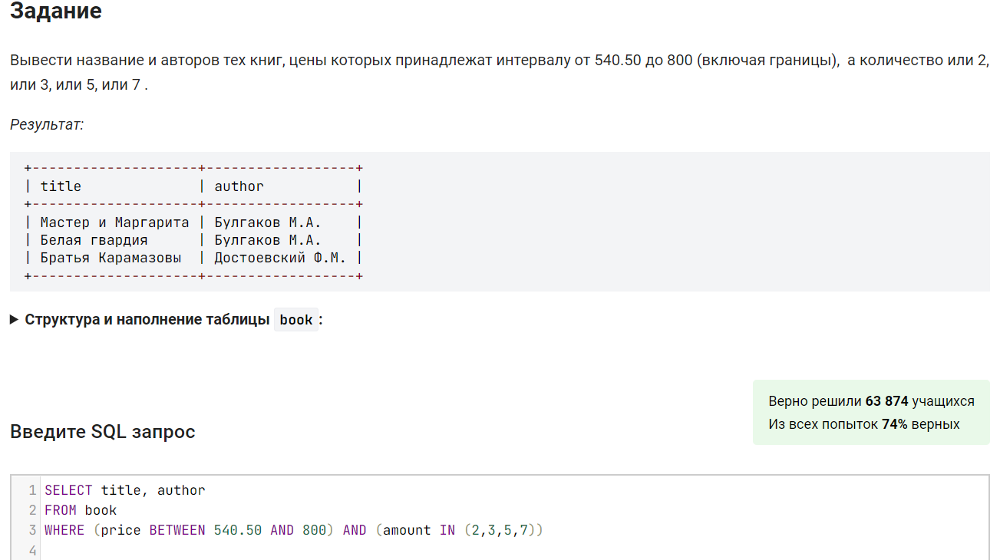 Задание
Вывести название и авторов тех книг, цены которых принадлежат интервалу от 540.50 до 800 (включая границы),  а количество или 2,
или 3, или 5, или 7 .
Результат:
+--------------------+------------------+
| title              | author           |
+--------------------+------------------+
| Мастер и Маргарита | Булгаков М.А.    |
| Белая гвардия      | Булгаков М.А.    |
| Братья Карамазовы  | Достоевский Ф.М. |
+--------------------+------------------+
Структура и наполнение таблицы book :
Верно решили 63 874 учащихся
Из всех попыток 74% верных
Введите SQL запрос
1 SELECT title, author
2 FROM book
3 WHERE (price BETWEEN 540.50 AND 800) AND (amount IN (2,3,5,7))
4